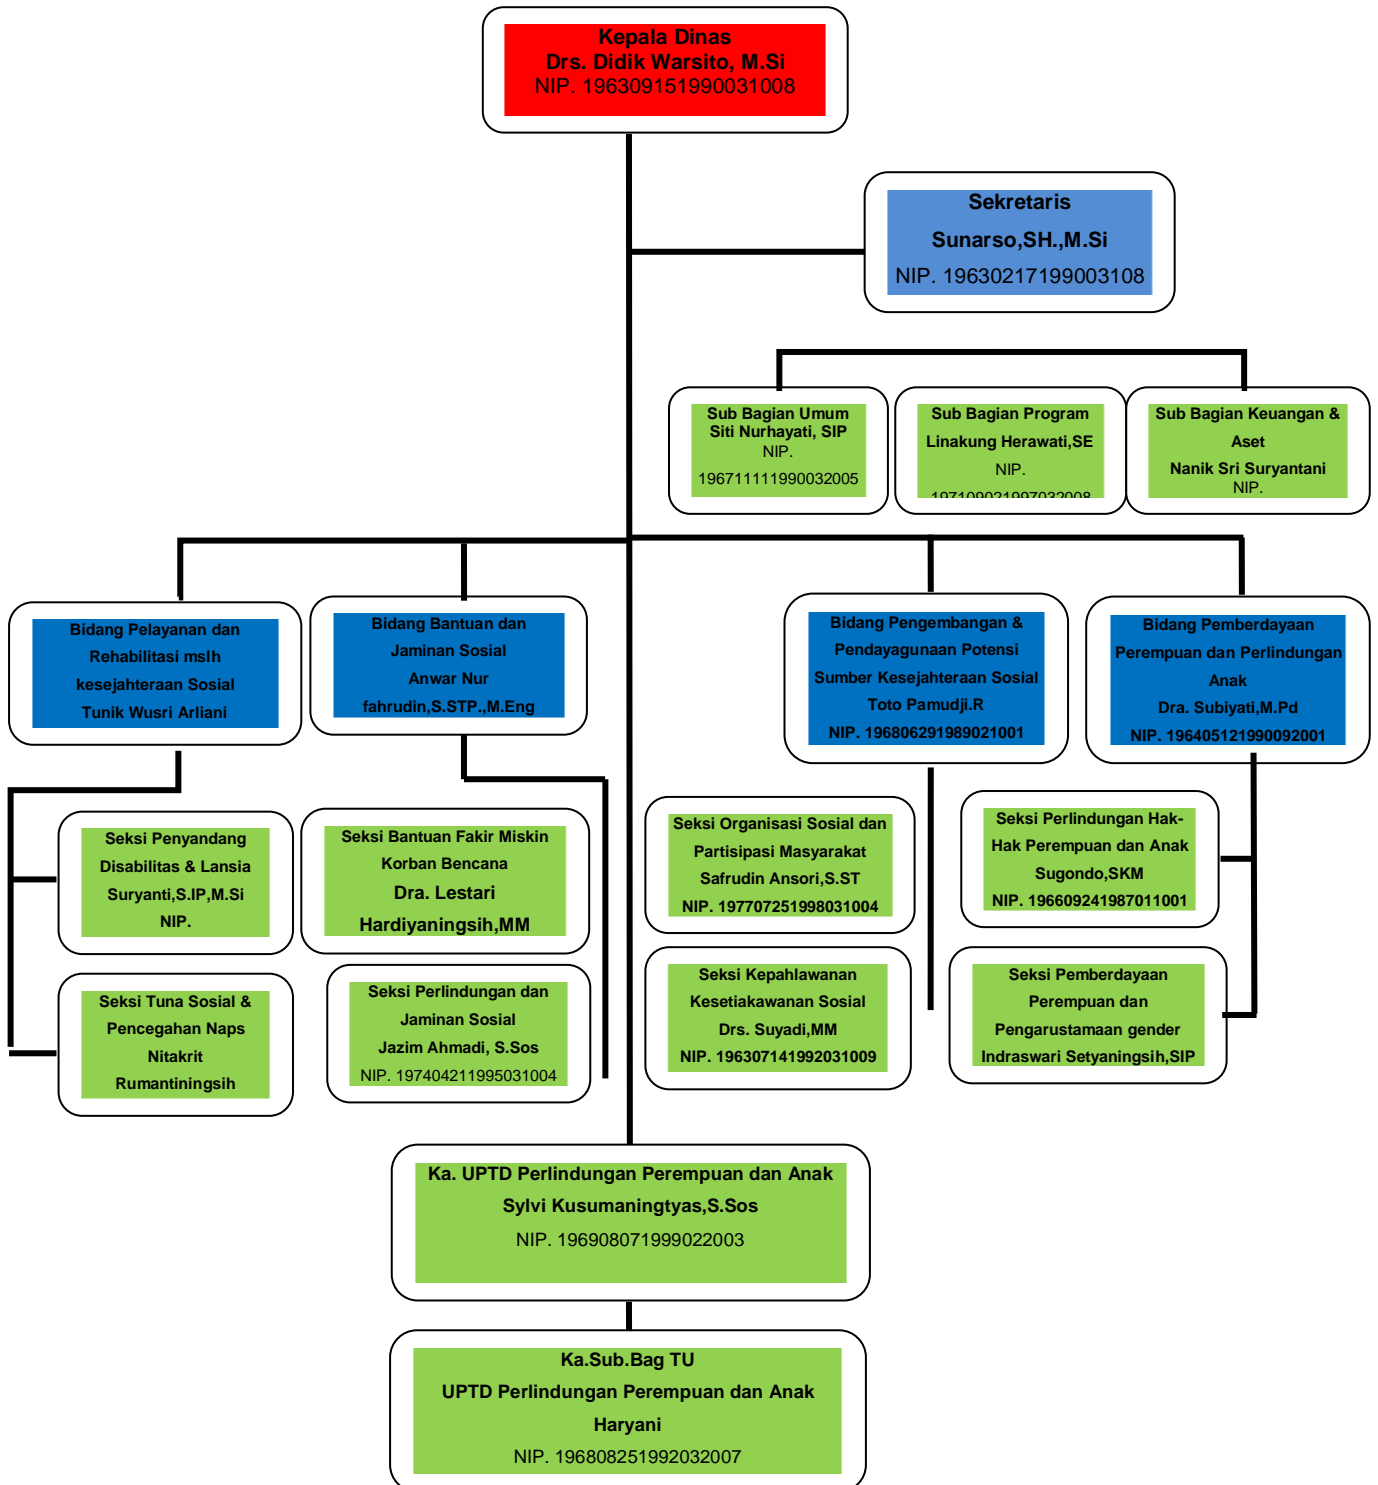 Kepala Dinas
Drs. Didik Warsito, M.Si
NIP. 196309151990031008
Sekretaris
Sunarso,SH.,M.Si
NIP. 19630217199003108
Sub Bagian Umum
Siti Nurhayati, SIP
NIP.
196711111990032005
Sub Bagian Program
Linakung Herawati,SE
NIP.
197109021997032008
Sub Bagian Keuangan &
Aset
Nanik Sri Suryantani
NIP.
Bidang Pelayanan dan
Rehabilitasi mslh
kesejahteraan Sosial
Tunik Wusri Arliani
Bidang Bantuan dan
Jaminan Sosial
Anwar Nur
fahrudin,S.STP.,M.Eng
Bidang Pengembangan &
Pendayagunaan Potensi
Sumber Kesejahteraan Sosial
Toto Pamudji.R
NIP. 196806291989021001
Bidang Pemberdayaan
Perempuan dan Perlindungan
Anak
Dra. Subiyati,M.Pd
NIP. 196405121990092001
Seksi Penyandang
Disabilitas & Lansia
Suryanti,S.IP,M.Si
NIP.
Seksi Bantuan Fakir Miskin
Korban Bencana
Dra. Lestari
Hardiyaningsih,MM
Seksi Organisasi Sosial dan
Partisipasi Masyarakat
Safrudin Ansori,S.ST
NIP. 197707251998031004
Seksi Perlindungan Hak-
Hak Perempuan dan Anak
Sugondo,SKM
NIP. 196609241987011001
Seksi Tuna Sosial &
Pencegahan Naps
Nitakrit
Rumantiningsih
Seksi Perlindungan dan
Jaminan Sosial
Jazim Ahmadi, S.Sos
NIP. 197404211995031004
Seksi Kepahlawanan
Kesetiakawanan Sosial
Drs. Suyadi,MM
NIP. 196307141992031009
Seksi Pemberdayaan
Perempuan dan
Pengarustamaan gender
Indraswari Setyaningsih,SIP
Ka. UPTD Perlindungan Perempuan dan Anak
Sylvi Kusumaningtyas,S.Sos
NIP. 196908071999022003
Ka.Sub.Bag TU
UPTD Perlindungan Perempuan dan Anak
Haryani
NIP. 196808251992032007